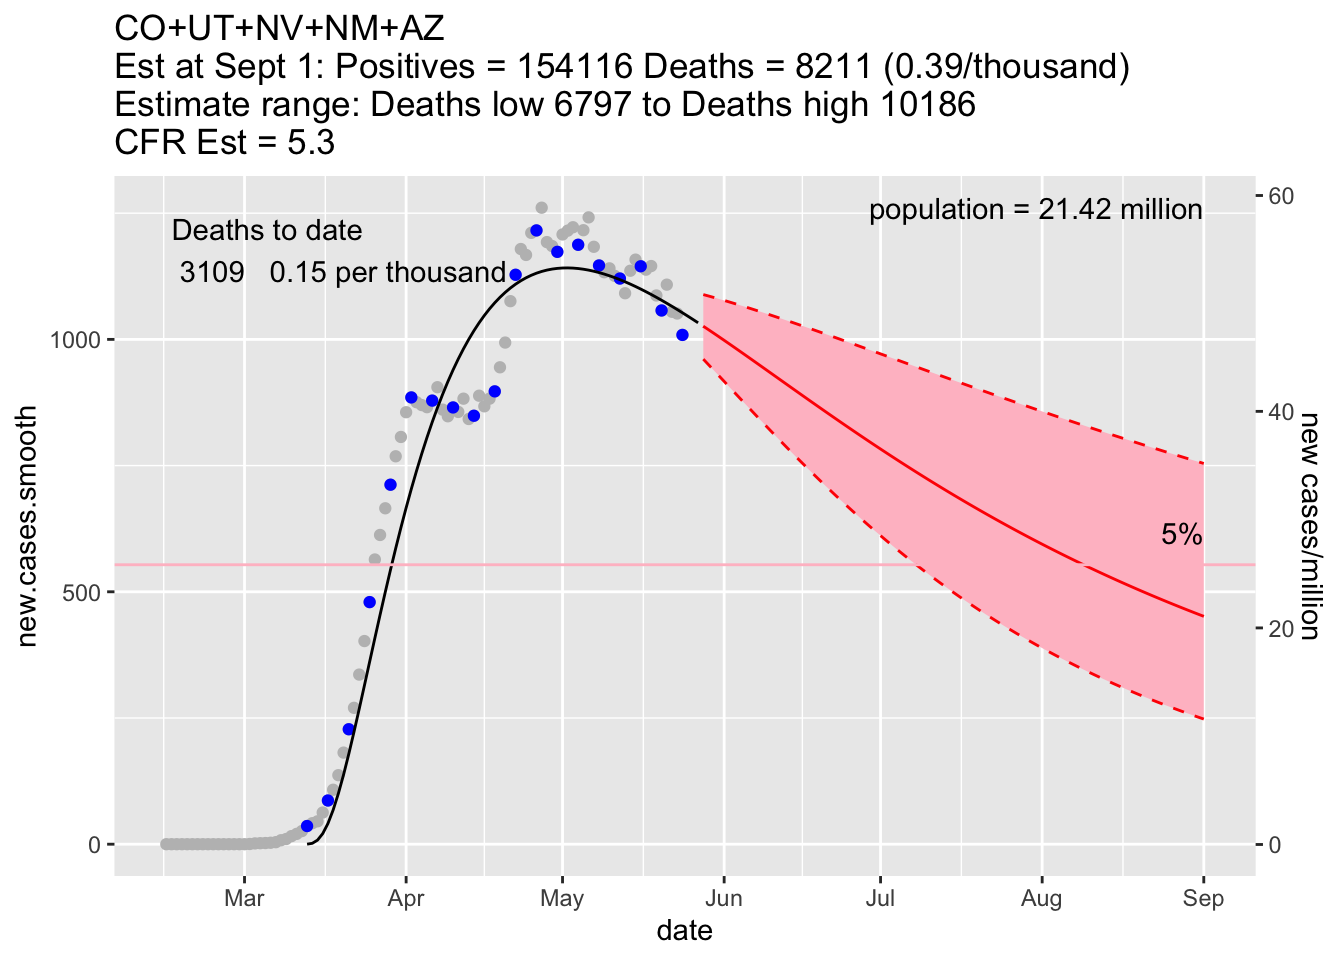 CO+UT+NV+NM+AZ
Est at Sept 1: Positives = 154116 Deaths = 8211 (0.39/thousand)
Estimate range: Deaths low 6797 to Deaths high 10186
CFR Est = 5.3
Deaths to date
3109 0.15 per thousand
population = 21.42 million
5%
new.cases.smooth
1000
500
0
new cases/million
60
40
20
0
Mar Apr May Jun Jul Aug Sep
date